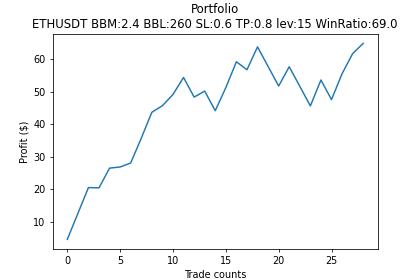 Portfolio
ETHUSDT BBM:2.4 BBL:260 SL:0.6 TP:0.8 lev:15 WinRatio:69.0
Profit ($)
60
50
40
30
20
10
0 5 10 15 20 25
Trade counts